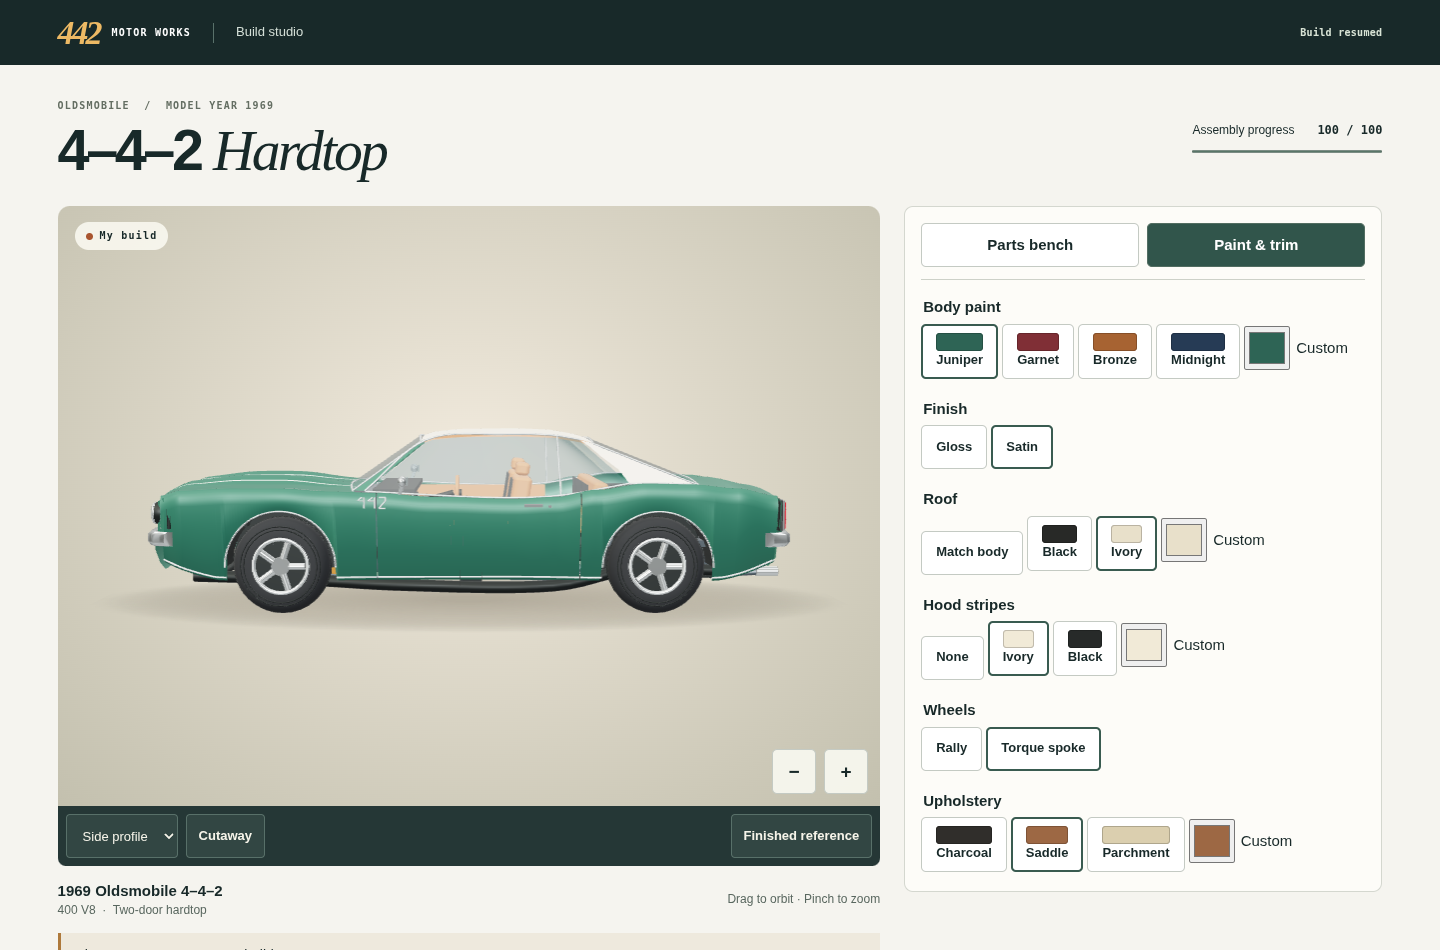 442 MOTOR WORKS
Build studio
Build resumed
OLDSMOBILE / MODEL YEAR 1969
4–4–2 Hardtop
Assembly progress 100 / 100
My build
442
− +
Side profile
Cutaway
Finished reference
1969 Oldsmobile 4–4–2
400 V8 · Two-door hardtop
Drag to orbit · Pinch to zoom
Parts bench
Paint & trim
Body paint
Juniper Garnet Bronze Midnight Custom
Finish
Gloss Satin
Roof
Match body Black Ivory Custom
Hood stripes
None Ivory Black Custom
Wheels
Rally Torque spoke
Upholstery
Charcoal Saddle Parchment Custom